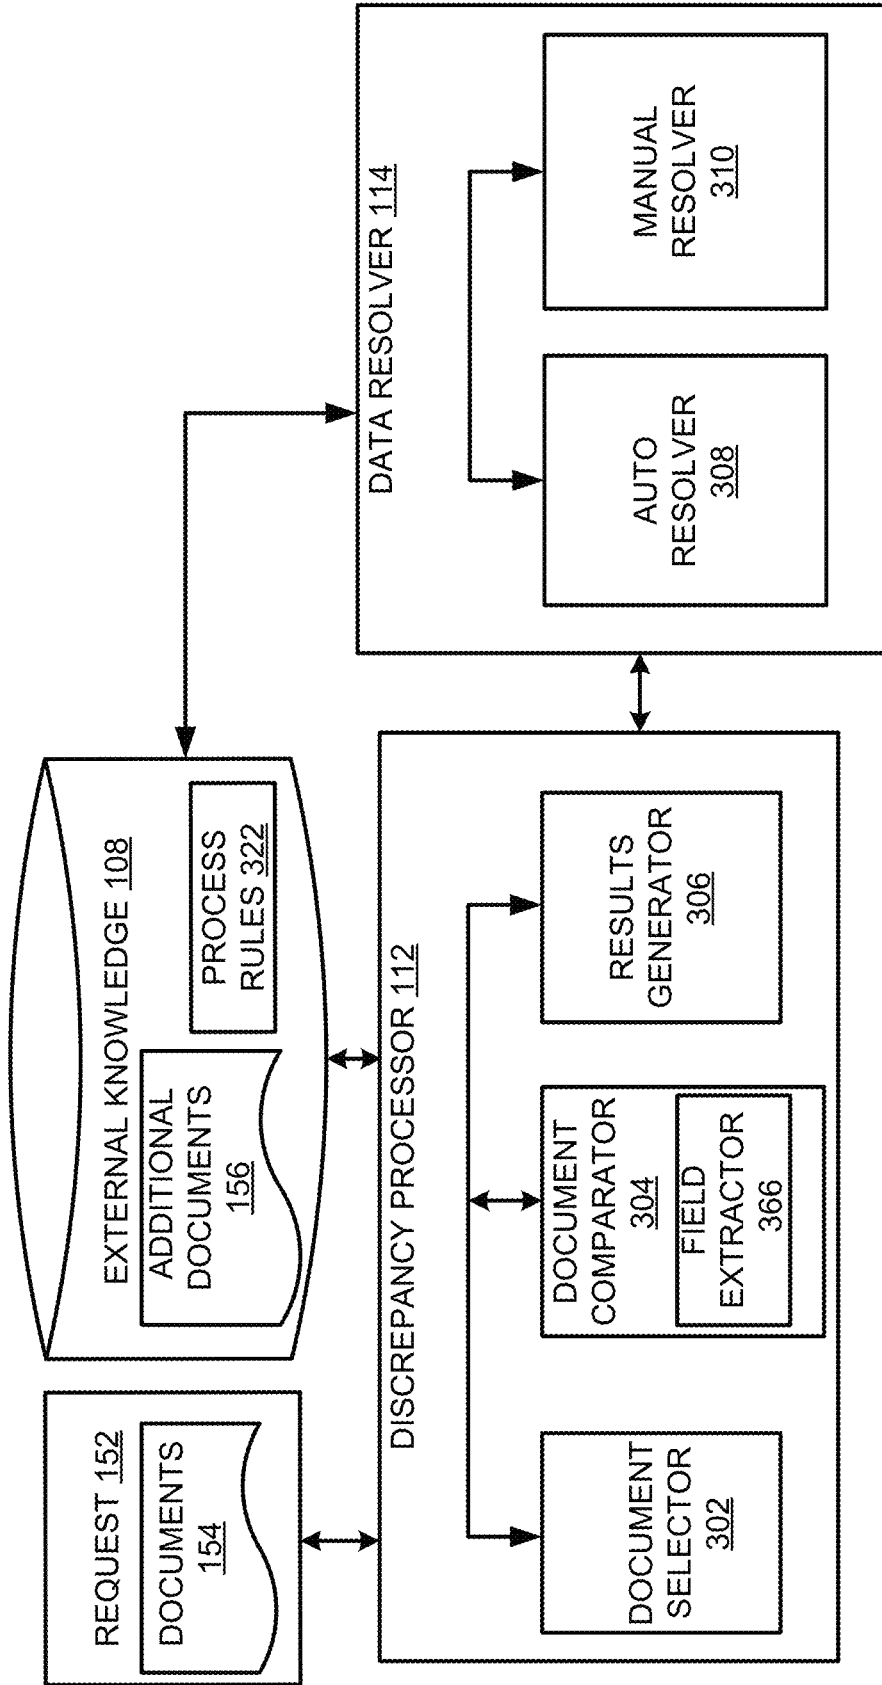 REQUEST 152
DOCUMENTS
154
EXTERNAL KNOWLEDGE 108
ADDITIONAL
DOCUMENTS
156
PROCESS
RULES 322
DISCREPANCY PROCESSOR 112
DOCUMENT
SELECTOR
302
DOCUMENT
COMPARATOR
304
FIELD
EXTRACTOR
366
RESULTS
GENERATOR
306
DATA RESOLVER 114
AUTO
RESOLVER
308
MANUAL
RESOLVER
310